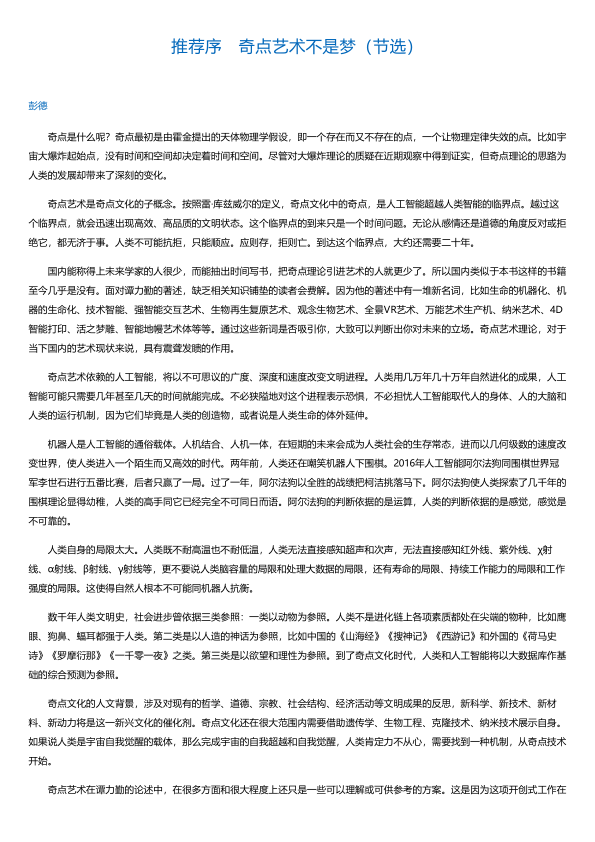 推荐序　奇点艺术不是梦（节选）
彭德
奇点是什么呢？奇点最初是由霍金提出的天体物理学假设，即一个存在而又不存在的点，一个让物理定律失效的点。比如宇
宙大爆炸起始点，没有时间和空间却决定着时间和空间。尽管对大爆炸理论的质疑在近期观察中得到证实，但奇点理论的思路为
人类的发展却带来了深刻的变化。
奇点艺术是奇点文化的子概念。按照雷·库兹威尔的定义，奇点文化中的奇点，是人工智能超越人类智能的临界点。越过这
个临界点，就会迅速出现高效、高品质的文明状态。这个临界点的到来只是一个时间问题。无论从感情还是道德的角度反对或拒
绝它，都无济于事。人类不可能抗拒，只能顺应。应则存，拒则亡。到达这个临界点，大约还需要二十年。
国内能称得上未来学家的人很少，而能抽出时间写书，把奇点理论引进艺术的人就更少了。所以国内类似于本书这样的书籍
至今几乎是没有。面对谭力勤的著述，缺乏相关知识铺垫的读者会费解。因为他的著述中有一堆新名词，比如生命的机器化、机
器的生命化、技术智能、强智能交互艺术、生物再生复原艺术、观念生物艺术、全景VR艺术、万能艺术生产机、纳米艺术、4D
智能打印、活之梦雕、智能地幔艺术体等等。通过这些新词是否吸引你，大致可以判断出你对未来的立场。奇点艺术理论，对于
当下国内的艺术现状来说，具有震聋发聩的作用。
奇点艺术依赖的人工智能，将以不可思议的广度、深度和速度改变文明进程。人类用几万年几十万年自然进化的成果，人工
智能可能只需要几年甚至几天的时间就能完成。不必狭隘地对这个进程表示恐惧，不必担忧人工智能取代人的身体、人的大脑和
人类的运行机制，因为它们毕竟是人类的创造物，或者说是人类生命的体外延伸。
机器人是人工智能的通俗载体。人机结合、人机一体，在短期的未来会成为人类社会的生存常态，进而以几何级数的速度改
变世界，使人类进入一个陌生而又高效的时代。两年前，人类还在嘲笑机器人下围棋。2016年人工智能阿尔法狗同围棋世界冠
军李世石进行五番比赛，后者只赢了一局。过了一年，阿尔法狗以全胜的战绩把柯洁挑落马下。阿尔法狗使人类探索了几千年的
围棋理论显得幼稚，人类的高手同它已经完全不可同日而语。阿尔法狗的判断依据的是运算，人类的判断依据的是感觉，感觉是
不可靠的。
人类自身的局限太大。人类既不耐高温也不耐低温，人类无法直接感知超声和次声，无法直接感知红外线、紫外线、χ射
线、α射线、β射线、γ射线等，更不要说人类脑容量的局限和处理大数据的局限，还有寿命的局限、持续工作能力的局限和工作
强度的局限。这使得自然人根本不可能同机器人抗衡。
数千年人类文明史，社会进步曾依据三类参照：一类以动物为参照。人类不是进化链上各项素质都处在尖端的物种，比如鹰
眼、狗鼻、蝠耳都强于人类。第二类是以人造的神话为参照，比如中国的《山海经》《搜神记》《西游记》和外国的《荷马史
诗》《罗摩衍那》《一千零一夜》之类。第三类是以欲望和理性为参照。到了奇点文化时代，人类和人工智能将以大数据库作基
础的综合预测为参照。
奇点文化的人文背景，涉及对现有的哲学、道德、宗教、社会结构、经济活动等文明成果的反思，新科学、新技术、新材
料、新动力将是这一新兴文化的催化剂。奇点文化还在很大范围内需要借助遗传学、生物工程、克隆技术、纳米技术展示自身。
如果说人类是宇宙自我觉醒的载体，那么完成宇宙的自我超越和自我觉醒，人类肯定力不从心，需要找到一种机制，从奇点技术
开始。
奇点艺术在谭力勤的论述中，在很多方面和很大程度上还只是一些可以理解或可供参考的方案。这是因为这项开创式工作在